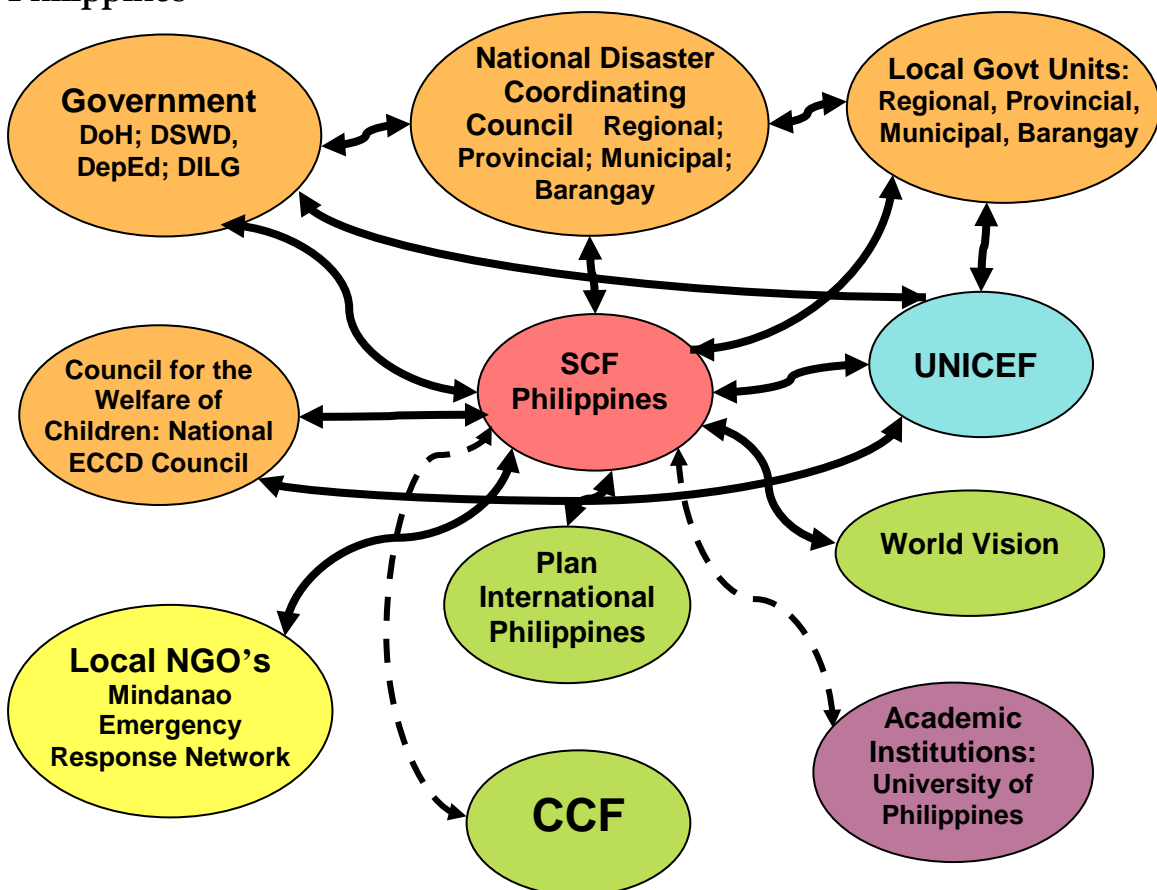 Philippines
Government
DoH; DSWD,
DepEd; DILG
National Disaster
Coordinating
Council Regional;
Provincial; Municipal;
Barangay
Local Govt Units:
Regional, Provincial,
Municipal, Barangay
Council for the
Welfare of
Children: National
ECCD Council
SCF
Philippines
UNICEF
World Vision
Plan
International
Philippines
Local NGO’s
Mindanao
Emergency
Response Network
Academic
Institutions:
University of
Philippines
CCF